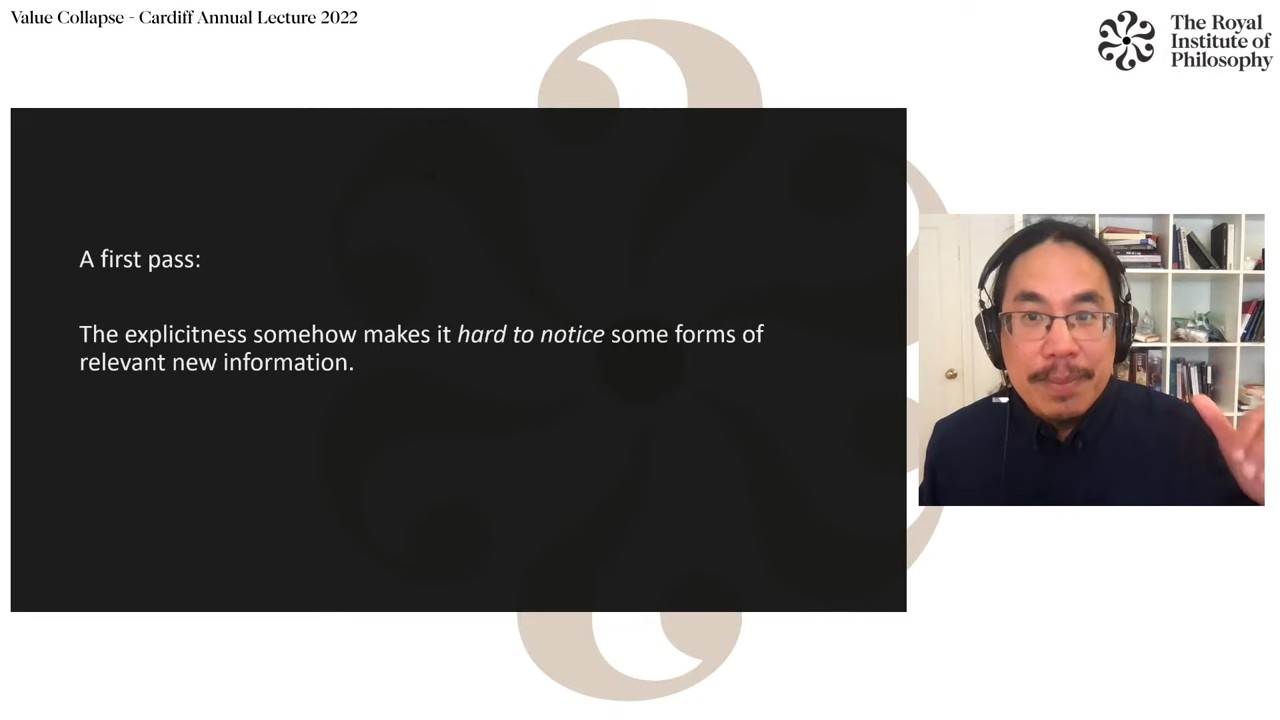 Value Collapse - Cardiff Annual Lecture 2022
The Royal
Institute of
Philosophy
A first pass:
The explicitness somehow makes it hard to notice some forms of
relevant new information.